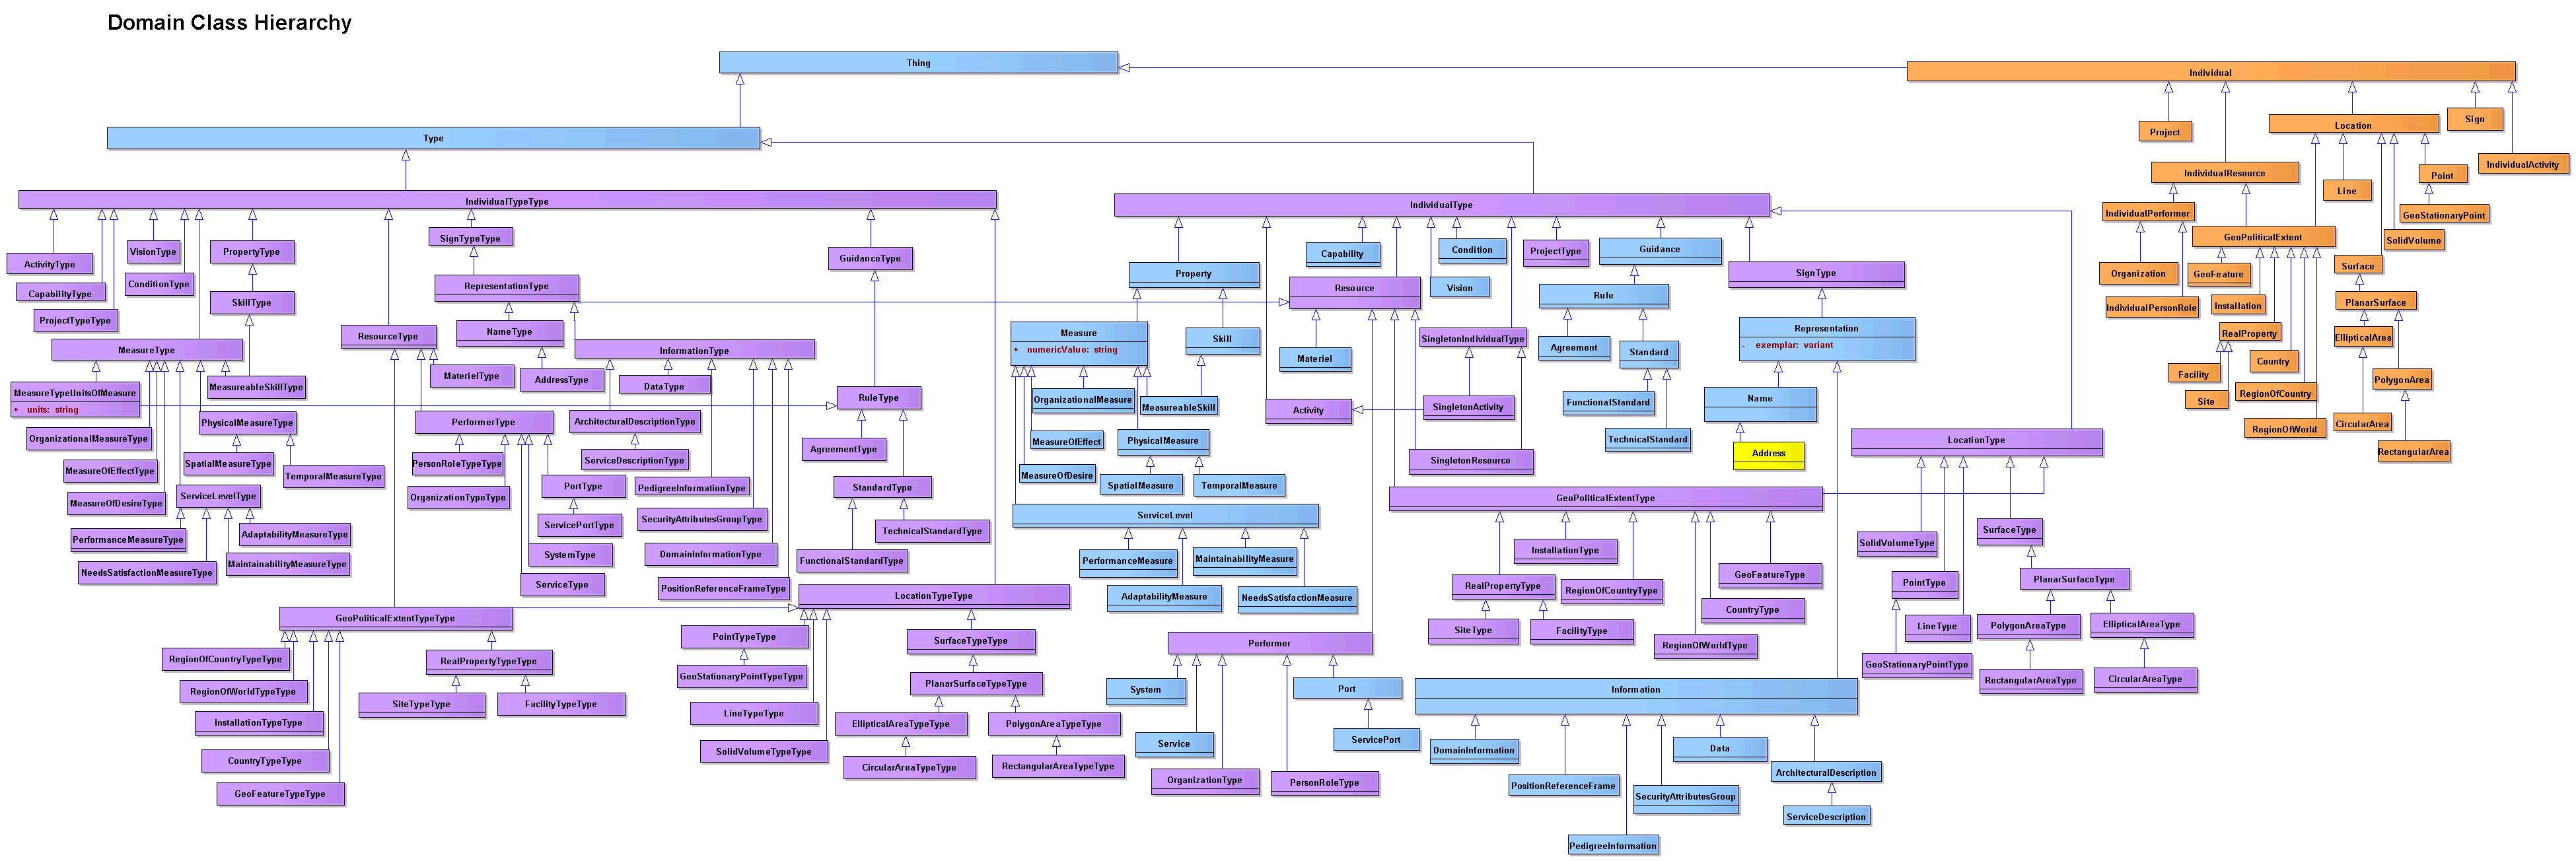 Domain Class Hierarchy
Thing
Individual
Type
Project
Location
Sign
IndividualActivity
IndividualResource
Line
Point
GeoStationaryPoint
IndividualPerformer
GeoPoliticalExtent
SolidVolume
Organization
GeoFeature
Surface
IndividualPersonRole
Installation
PlanarSurface
RealProperty
EllipticalArea
Facility
Country
PolygonArea
Site
RegionOfCountry
RegionOfWorld
CircularArea
RectangularArea
IndividualTypeType
ActivityType
CapabilityType
ProjectTypeType
VisionType
ConditionType
PropertyType
SkillType
SignTypeType
RepresentationType
NameType
AddressType
GuidanceType
ResourceType
MaterielType
InformationType
DataType
MeasureType
MeasureableSkillType
MeasureTypeUnitsOfMeasure
+ units: string
RuleType
OrganizationalMeasureType
PhysicalMeasureType
SpatialMeasureType
TemporalMeasureType
MeasureOfEffectType
MeasureOfDesireType
ServiceLevelType
PerformanceMeasureType
AdaptabilityMeasureType
NeedsSatisfactionMeasureType
MaintainabilityMeasureType
PerformerType
PersonRoleTypeType
OrganizationTypeType
PortType
ServicePortType
SystemType
ServiceType
ArchitecturalDescriptionType
ServiceDescriptionType
PedigreeInformationType
SecurityAttributesGroupType
DomainInformationType
PositionReferenceFrameType
AgreementType
StandardType
TechnicalStandardType
FunctionalStandardType
LocationTypeType
GeoPoliticalExtentTypeType
RegionOfCountryTypeType
RegionOfWorldTypeType
InstallationTypeType
CountryTypeType
GeoFeatureTypeType
RealPropertyTypeType
SiteTypeType
FacilityTypeType
PointTypeType
GeoStationaryPointTypeType
LineTypeType
SolidVolumeTypeType
SurfaceTypeType
PlanarSurfaceTypeType
EllipticalAreaTypeType
PolygonAreaTypeType
CircularAreaTypeType
RectangularAreaTypeType
IndividualType
Property
Capability
Condition
ProjectType
Guidance
SignType
Resource
Vision
Rule
Measure
+ numericValue: string
Skill
Materiel
SingletonIndividualType
Agreement
Standard
Representation
- exemplar: variant
OrganizationalMeasure
MeasureableSkill
Activity
SingletonActivity
FunctionalStandard
TechnicalStandard
Name
Address
MeasureOfEffect
PhysicalMeasure
MeasureOfDesire
SpatialMeasure
TemporalMeasure
SingletonResource
ServiceLevel
PerformanceMeasure
MaintainabilityMeasure
AdaptabilityMeasure
NeedsSatisfactionMeasure
GeoPoliticalExtentType
InstallationType
RealPropertyType
RegionOfCountryType
GeoFeatureType
CountryType
SiteType
FacilityType
RegionOfWorldType
LocationType
SolidVolumeType
SurfaceType
PointType
PlanarSurfaceType
LineType
PolygonAreaType
EllipticalAreaType
GeoStationaryPointType
RectangularAreaType
CircularAreaType
Performer
System
Port
Service
ServicePort
OrganizationType
PersonRoleType
Information
DomainInformation
Data
PositionReferenceFrame
ArchitecturalDescription
SecurityAttributesGroup
ServiceDescription
PedigreeInformation